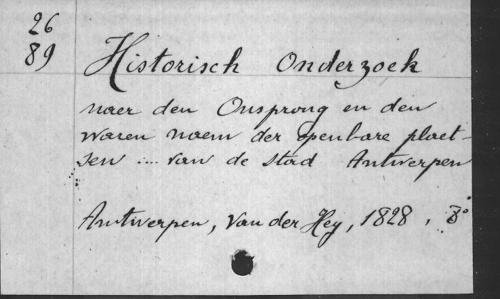 26
89
Historisch Onderzoek
naer den Oorsprong en den
waren naem der openbare plaet-
sen .... van de stad Antwerpen
Antwerpen, Van der Hey, 1828, 8°